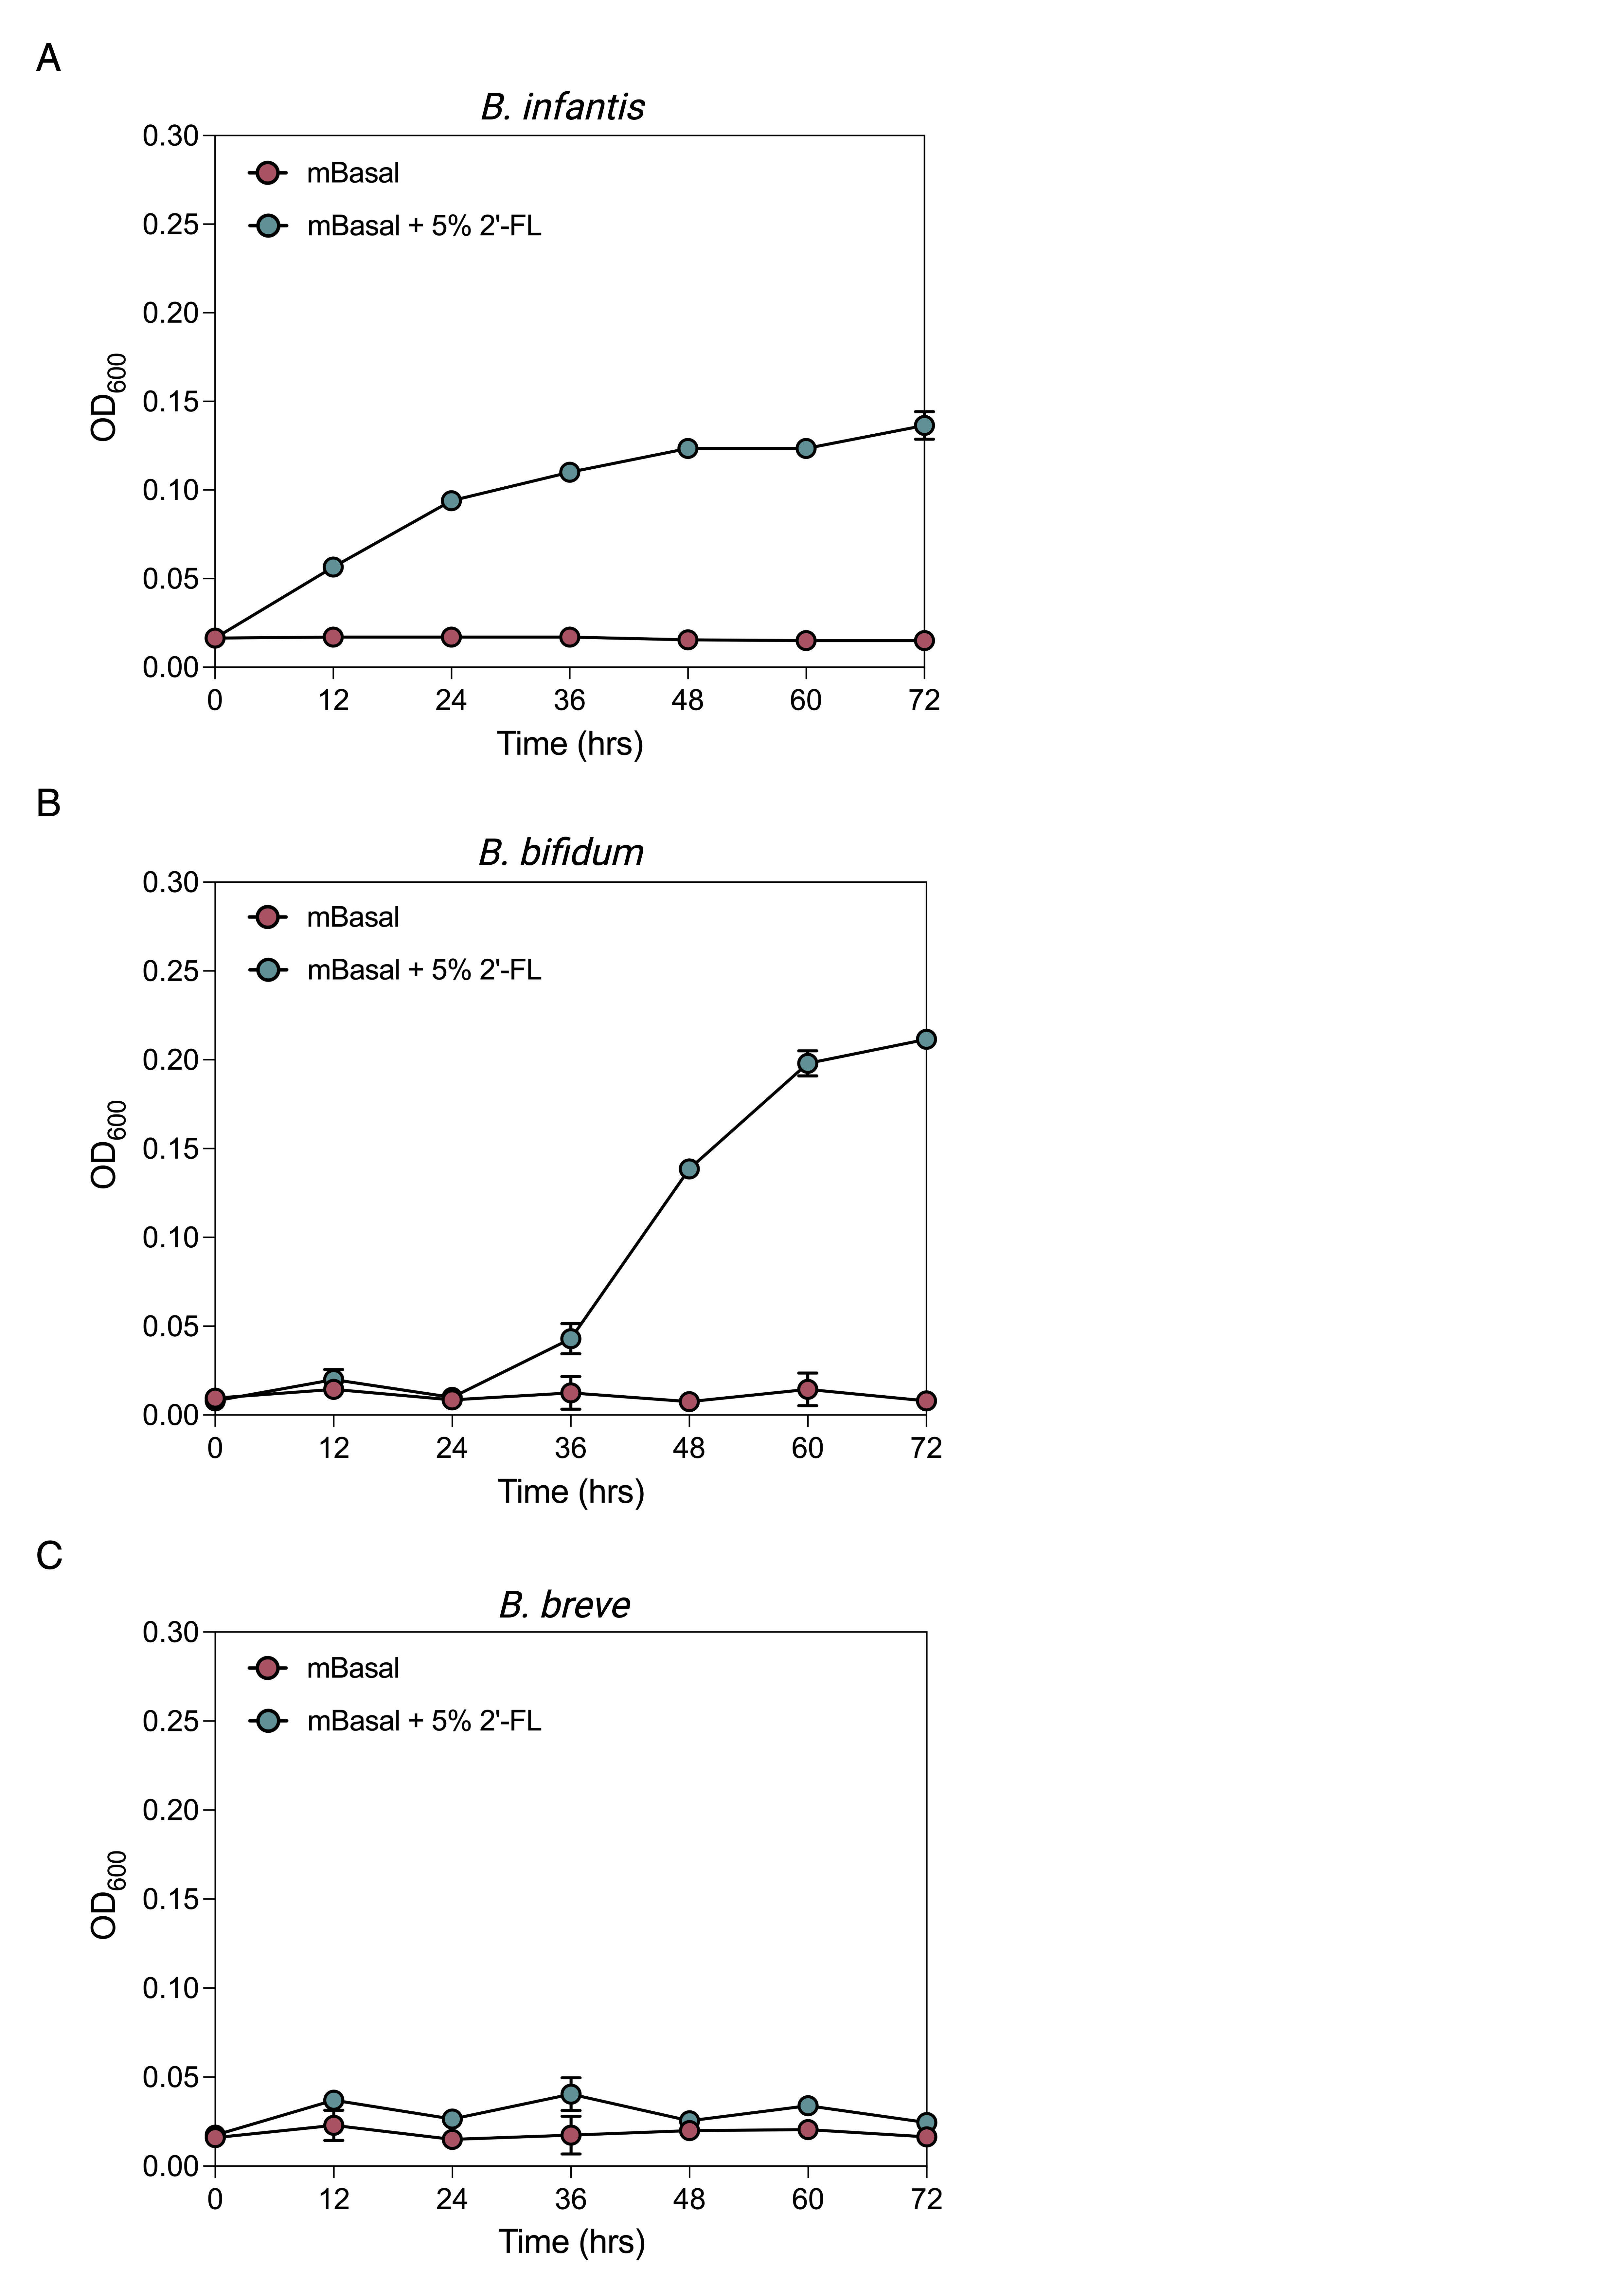 A
B. infantis
0.30
mBasal
mBasal + 5% 2'-FL
0.25
0.20
0.15
OD600
0.10
0.05
0.00
0 12 24 36 48 60 72
Time (hrs)
B
B. bifidum
0.30
mBasal
mBasal + 5% 2'-FL
0.25
0.20
0.15
OD600
0.10
0.05
0.00
0 12 24 36 48 60 72
Time (hrs)
C
B. breve
0.30
mBasal
mBasal + 5% 2'-FL
0.25
0.20
0.15
OD600
0.10
0.05
0.00
0 12 24 36 48 60 72
Time (hrs)